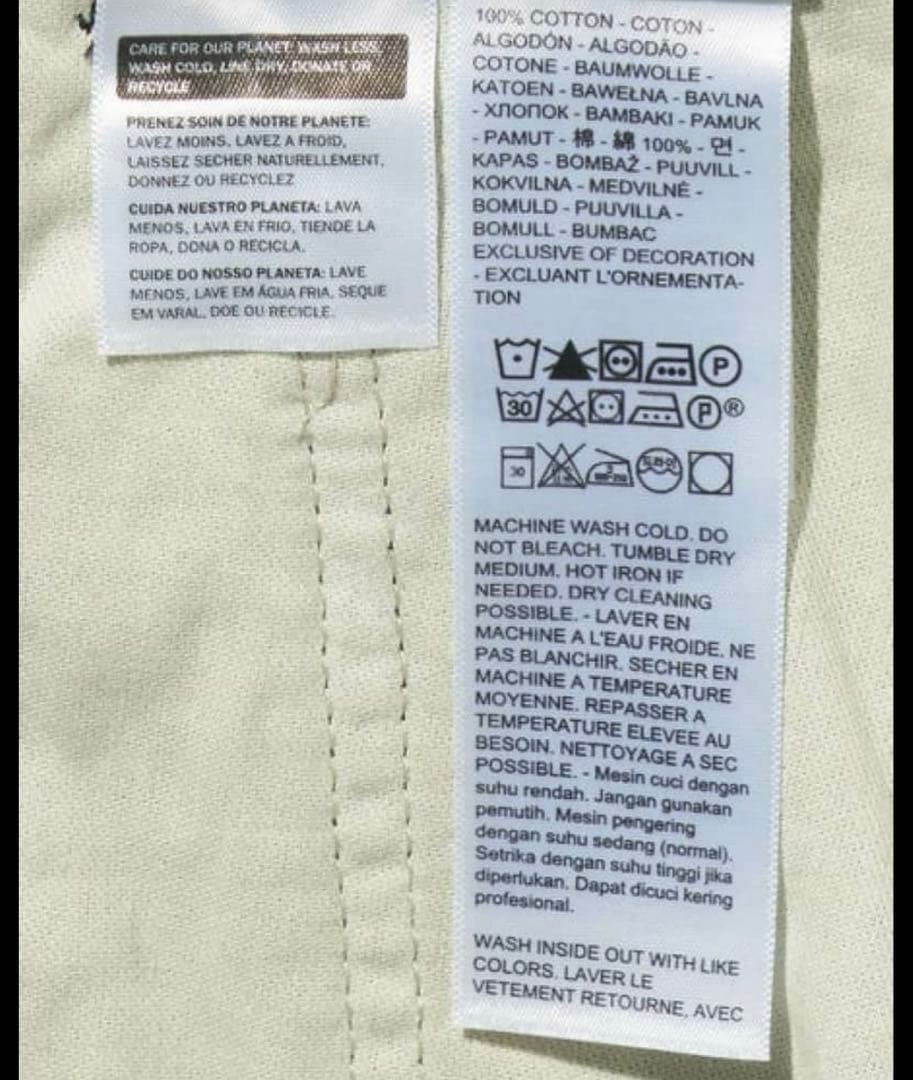 CARE FOR OUR PLANET: WASH LESS,
WASH COLD, LINE DRY, DONATE OR
RECYCLE
PRENEZ SOIN DE NOTRE PLANETE:
LAVEZ MOINS, LAVEZ A FROID,
LAISSEZ SECHER NATURELLEMENT,
DONNEZ OU RECYCLEZ
CUIDA NUESTRO PLANETA: LAVA
MENOS, LAVA EN FRIO, TIENDE LA
ROPA, DONA O RECICLA.
CUIDE DO NOSSO PLANETA: LAVE
MENOS, LAVE EM ÁGUA FRIA, SEQUE
EM VARAL, DOE OU RECICLE.
100% COTTON - COTON -
ALGODÓN - ALGODÃO -
COTONE - BAUMWOLLE -
KATOEN - BAWEŁNA - BAVLNA
- ХЛОПОК - BAMBAKI - PAMUK
- PAMUT - 棉 - 綿 100% - 면 -
KAPAS - BOMBAŽ - PUUVILL -
KOKVILNA - MEDVILNĖ -
BOMULD - PUUVILLA -
BOMULL - BUMBAC
EXCLUSIVE OF DECORATION
- EXCLUANT L'ORNEMENTA-
TION
P
30 P ®
30
MACHINE WASH COLD. DO
NOT BLEACH. TUMBLE DRY
MEDIUM. HOT IRON IF
NEEDED. DRY CLEANING
POSSIBLE. - LAVER EN
MACHINE A L'EAU FROIDE. NE
PAS BLANCHIR. SECHER EN
MACHINE A TEMPERATURE
MOYENNE. REPASSER A
TEMPERATURE ELEVEE AU
BESOIN. NETTOYAGE A SEC
POSSIBLE. - Mesin cuci dengan
suhu rendah. Jangan gunakan
pemutih. Mesin pengering
dengan suhu sedang (normal).
Setrika dengan suhu tinggi jika
diperlukan. Dapat dicuci kering
profesional.
WASH INSIDE OUT WITH LIKE
COLORS. LAVER LE
VETEMENT RETOURNE, AVEC